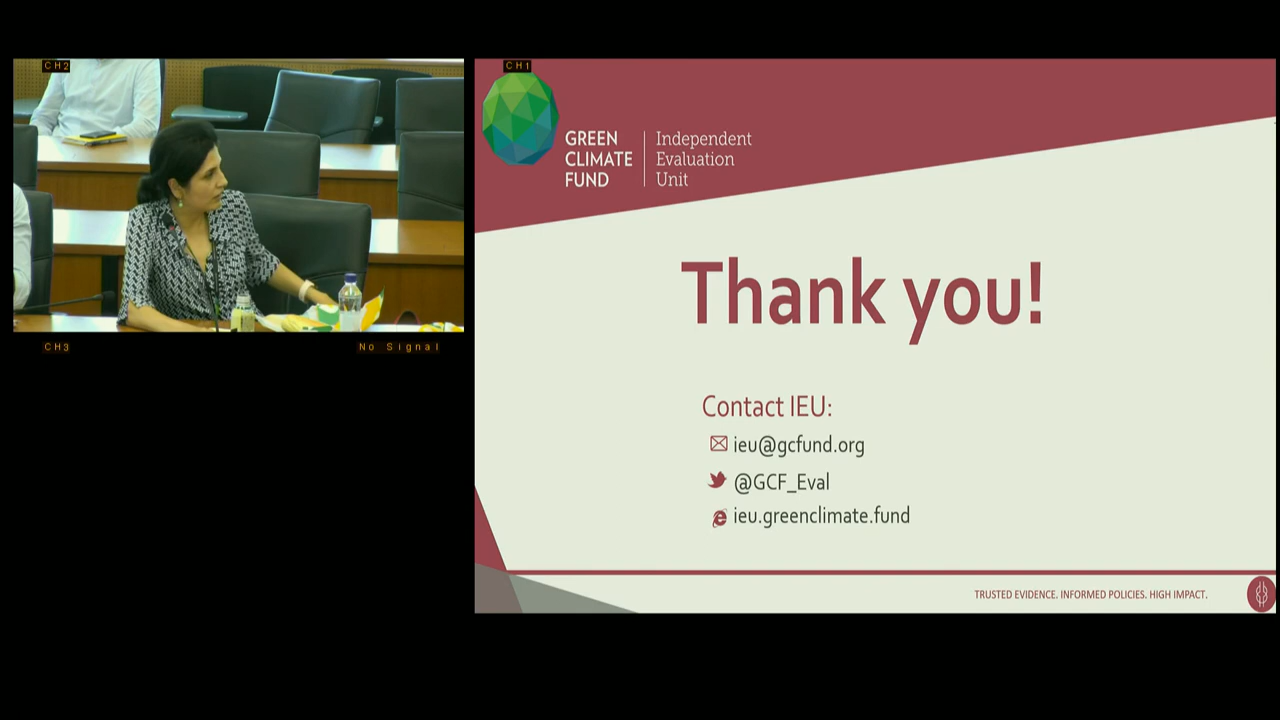 CH2
CH1
GREEN
CLIMATE
FUND
Independent
Evaluation
Unit
Thank you!
CH3
No Signal
Contact IEU:
ieu@gcfund.org
@GCF_Eval
ieu.greenclimate.fund
TRUSTED EVIDENCE. INFORMED POLICIES. HIGH IMPACT.